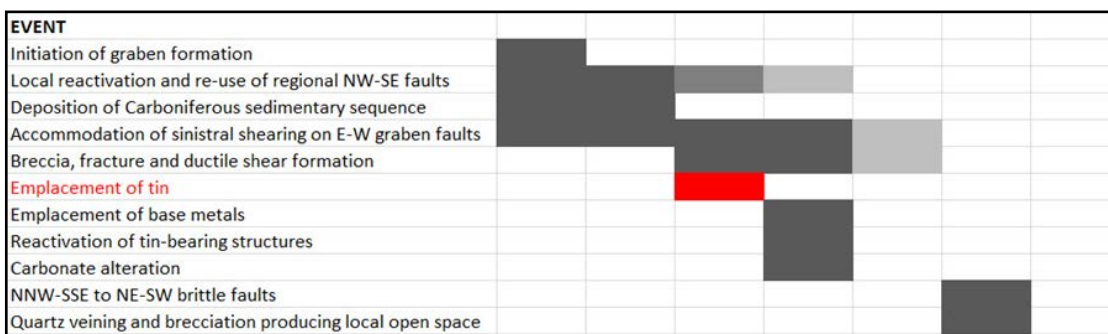 EVENT
Initiation of graben formation
Local reactivation and re-use of regional NW-SE faults
Deposition of Carboniferous sedimentary sequence
Accommodation of sinistral shearing on E-W graben faults
Breccia, fracture and ductile shear formation
Emplacement of tin
Emplacement of base metals
Reactivation of tin-bearing structures
Carbonate alteration
NNW-SSE to NE-SW brittle faults
Quartz veining and brecciation producing local open space